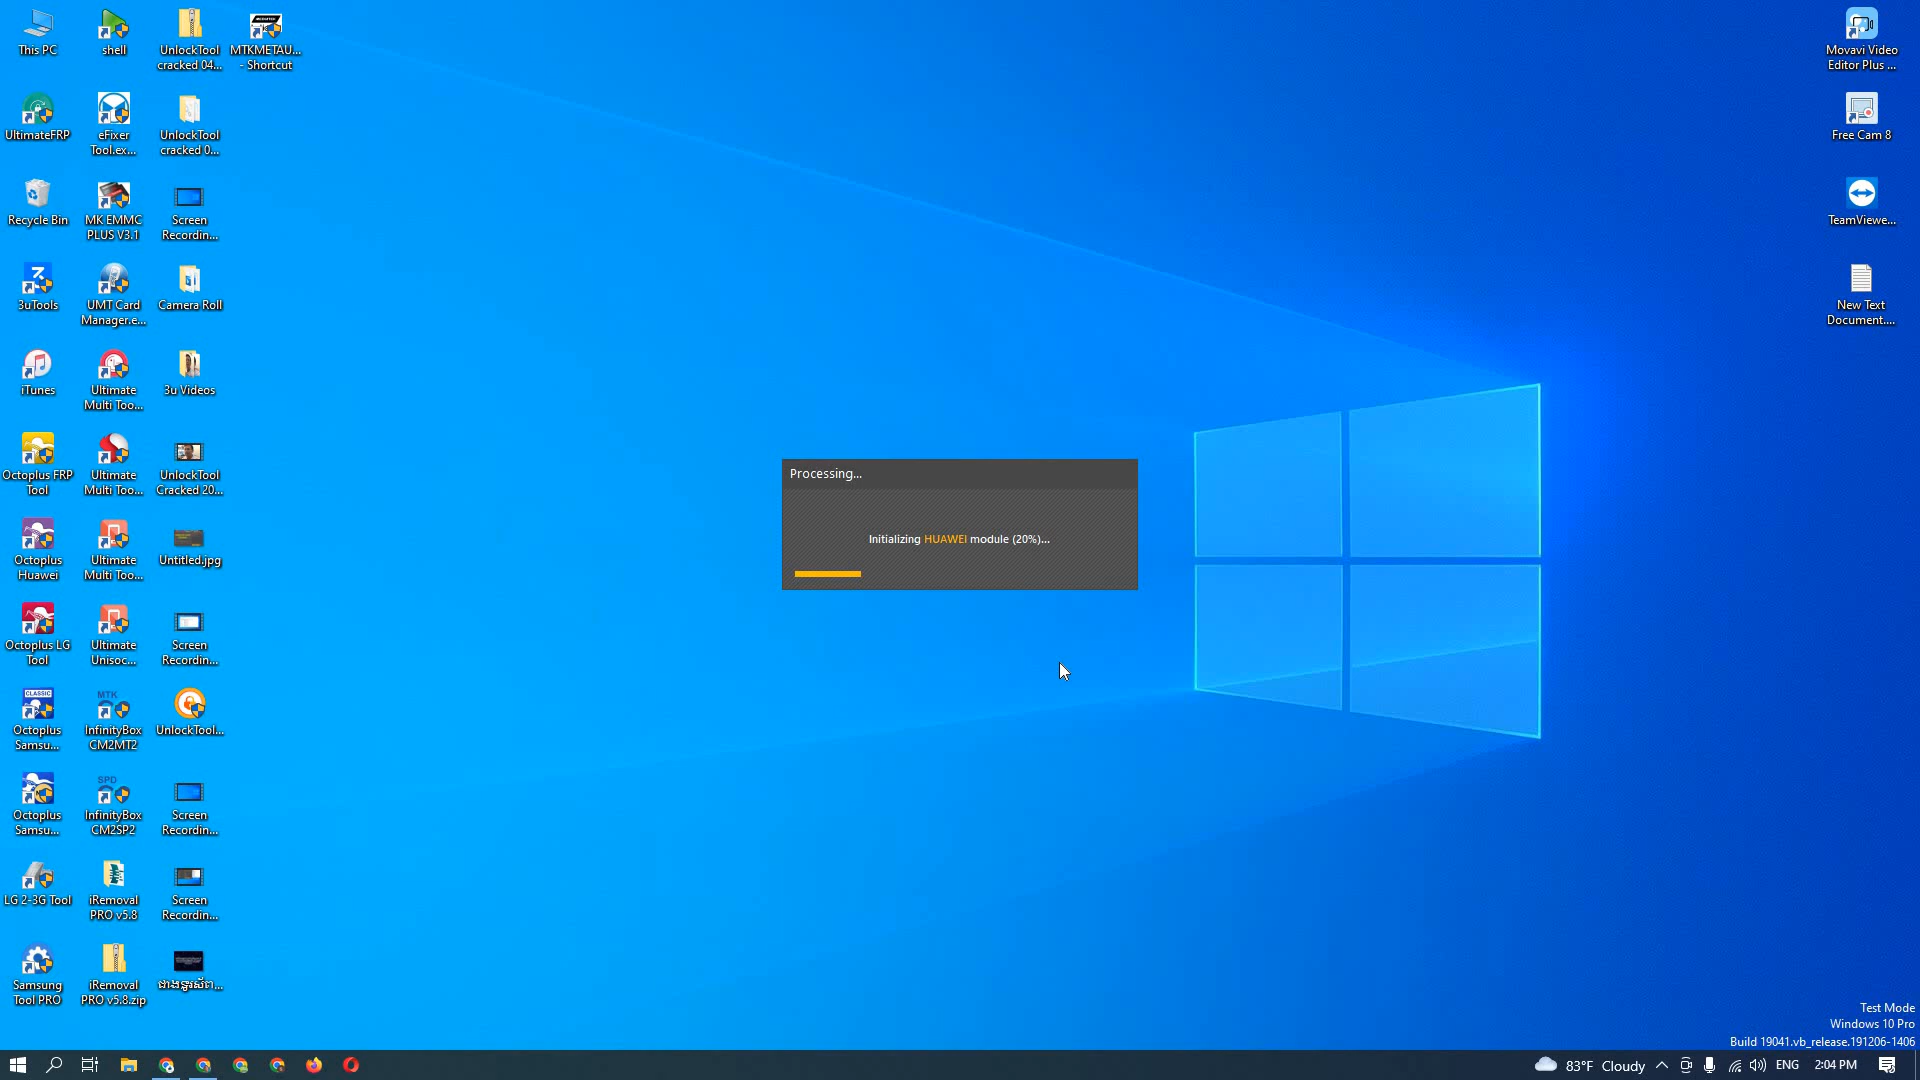 This PC
shell
UnlockTool
cracked 04...
MTKMETAU...
- Shortcut
UltimateFRP
eFixer
Tool.ex...
UnlockTool
cracked 0...
Recycle Bin
MK EMMC
PLUS V3.1
Screen
Recordin...
3uTools
UMT Card
Manager.e...
Camera Roll
iTunes
Ultimate
Multi Too...
3u Videos
Octoplus FRP
Tool
Ultimate
Multi Too...
UnlockTool
Cracked 20...
Octoplus
Huawei
Ultimate
Multi Too...
Untitled.jpg
Octoplus LG
Tool
Ultimate
Unisoc...
Screen
Recordin...
CLASSIC
Octoplus
Samsu...
MTK
InfinityBox
CM2MT2
UnlockTool...
Octoplus
Samsu...
SPD
InfinityBox
CM2SP2
Screen
Recordin...
LG 2-3G Tool
iRemoval
PRO v5.8
Screen
Recordin...
Samsung
Tool PRO
iRemoval
PRO v5.8.zip
Processing...
Initializing HUAWEI module (20%)...
Movavi Video
Editor Plus ...
Free Cam 8
TeamViewe...
New Text
Document....
Test Mode
Windows 10 Pro
Build 19041.vb_release.191206-1406
83°F Cloudy
ENG
2:04 PM